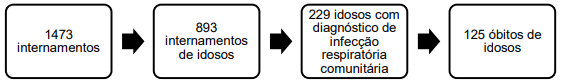 1473
internamentos
893
internamentos
de idosos
229 idosos com
diagnóstico de
infecção
respiratória
comunitária
125 óbitos de
idosos